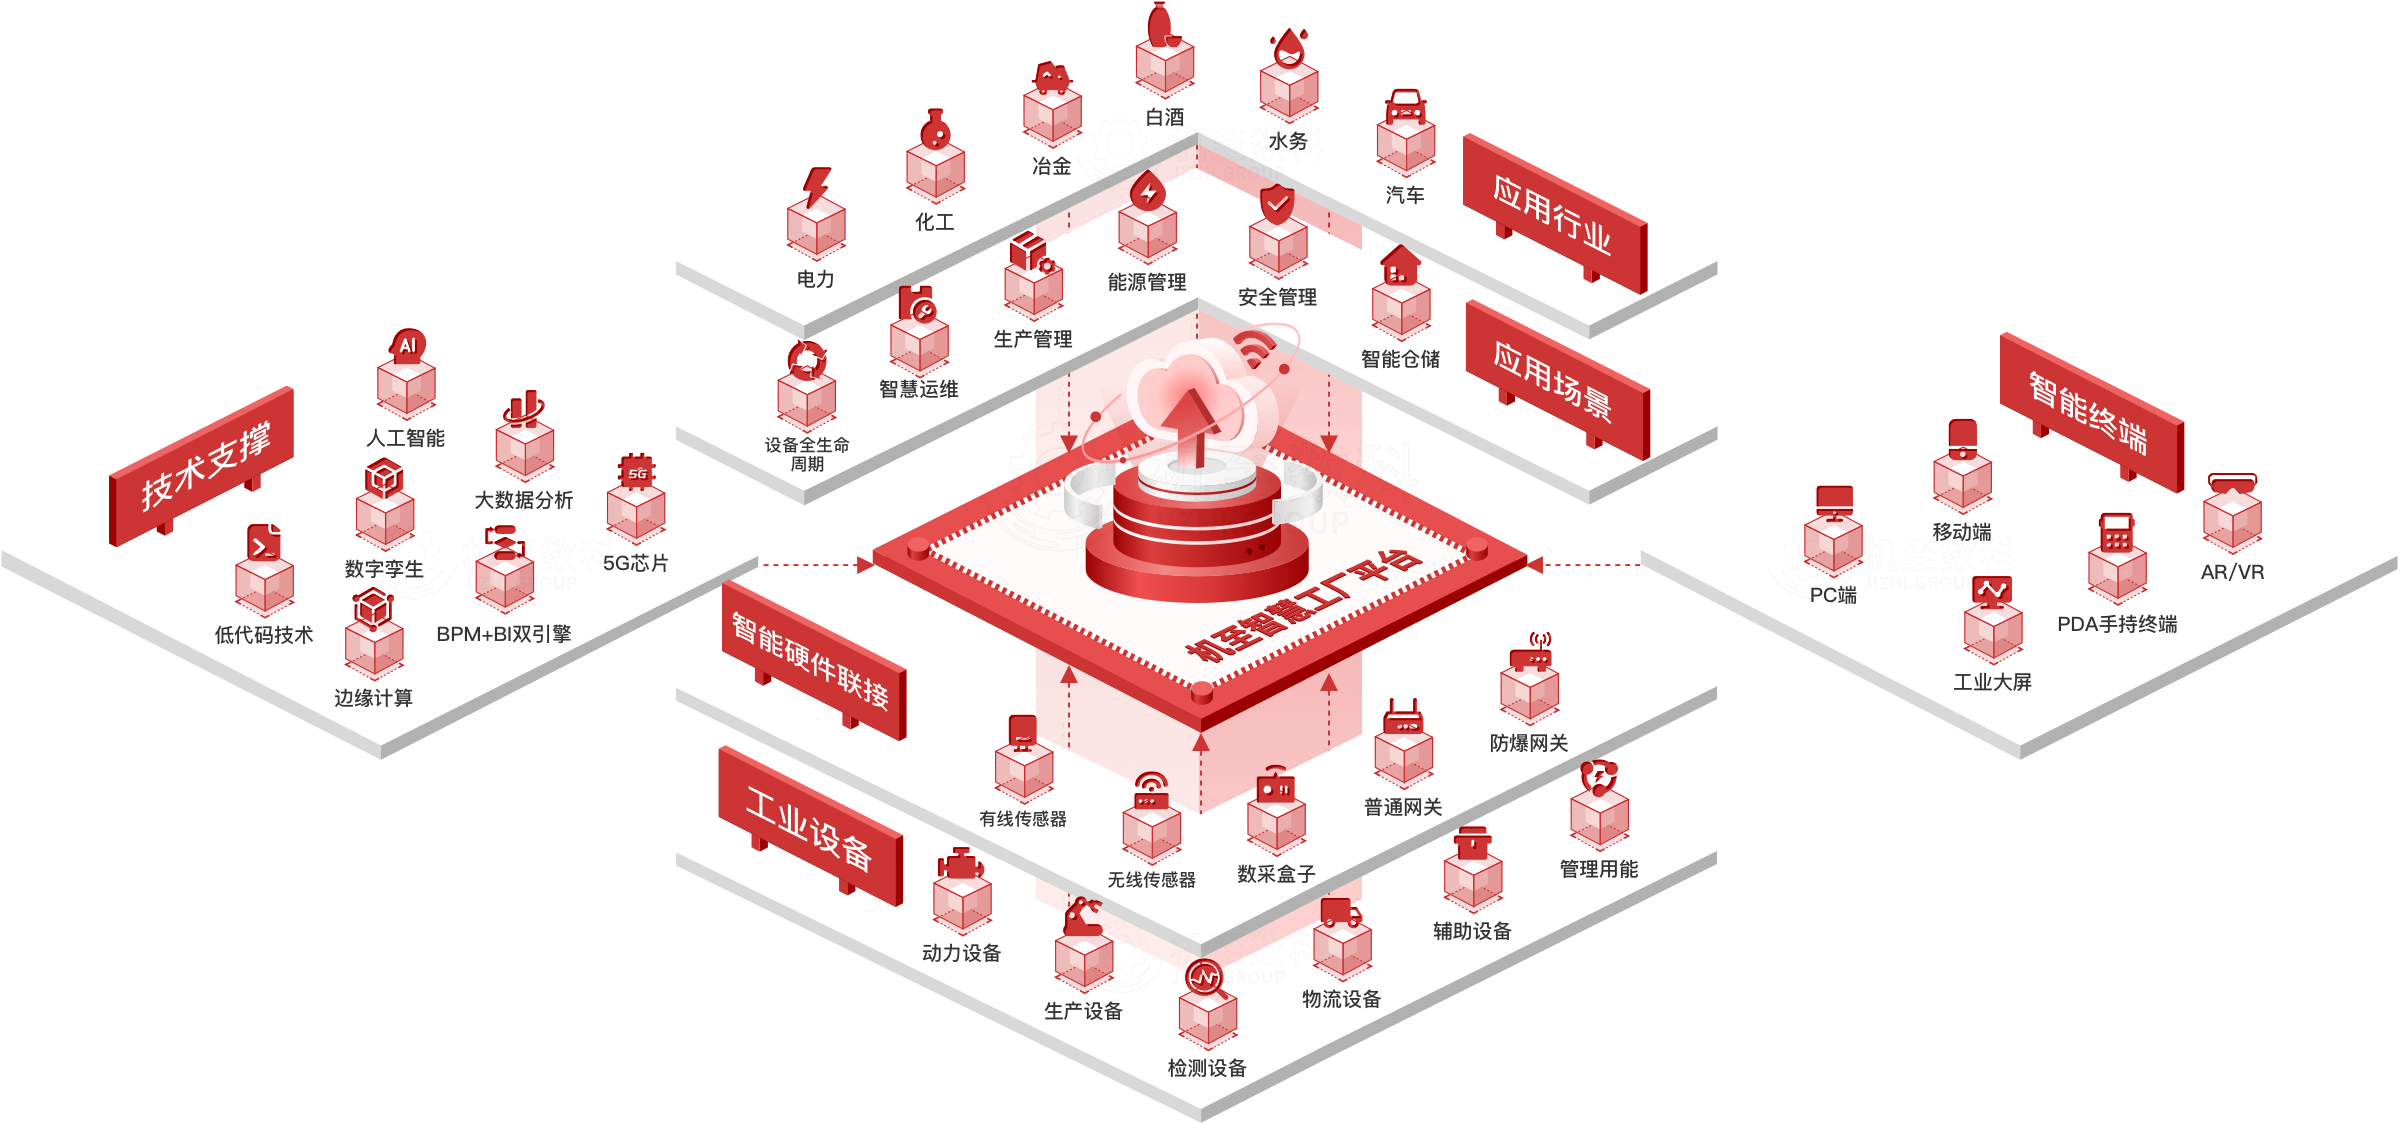 白酒
水务
冶金
汽车
化工
电力
应用行业
能源管理
安全管理
生产管理
智能仓储
智慧运维
设备全生命
周期
应用场景
技术支撑
人工智能
大数据分析
5G
5G芯片
数字孪生
低代码技术
BPM+BI双引擎
边缘计算
AI
机至智慧工厂平台
智能终端
移动端
PC端
AR/VR
PDA手持终端
工业大屏
智能硬件联接
防爆网关
普通网关
有线传感器
数采盒子
无线传感器
工业设备
管理用能
辅助设备
动力设备
物流设备
生产设备
检测设备
机至数科
JIZHI.GROUP